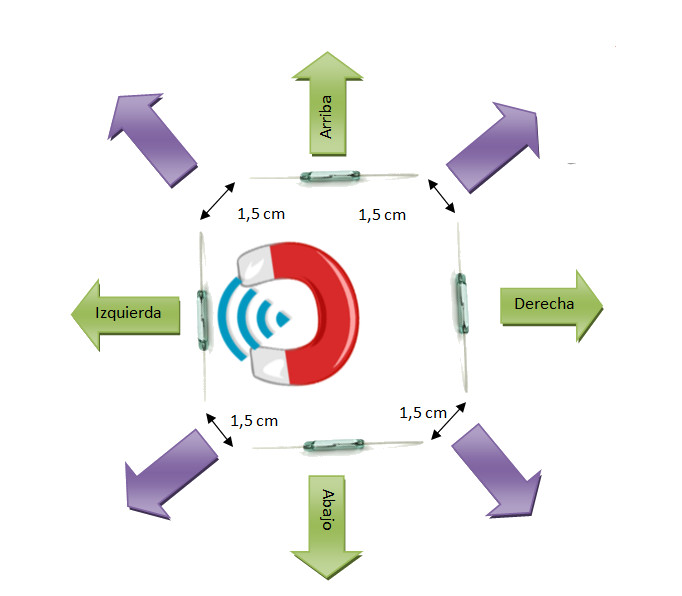 Arriba
1,5 cm
1,5 cm
Izquierda
Derecha
1,5 cm
1,5 cm
Abajo